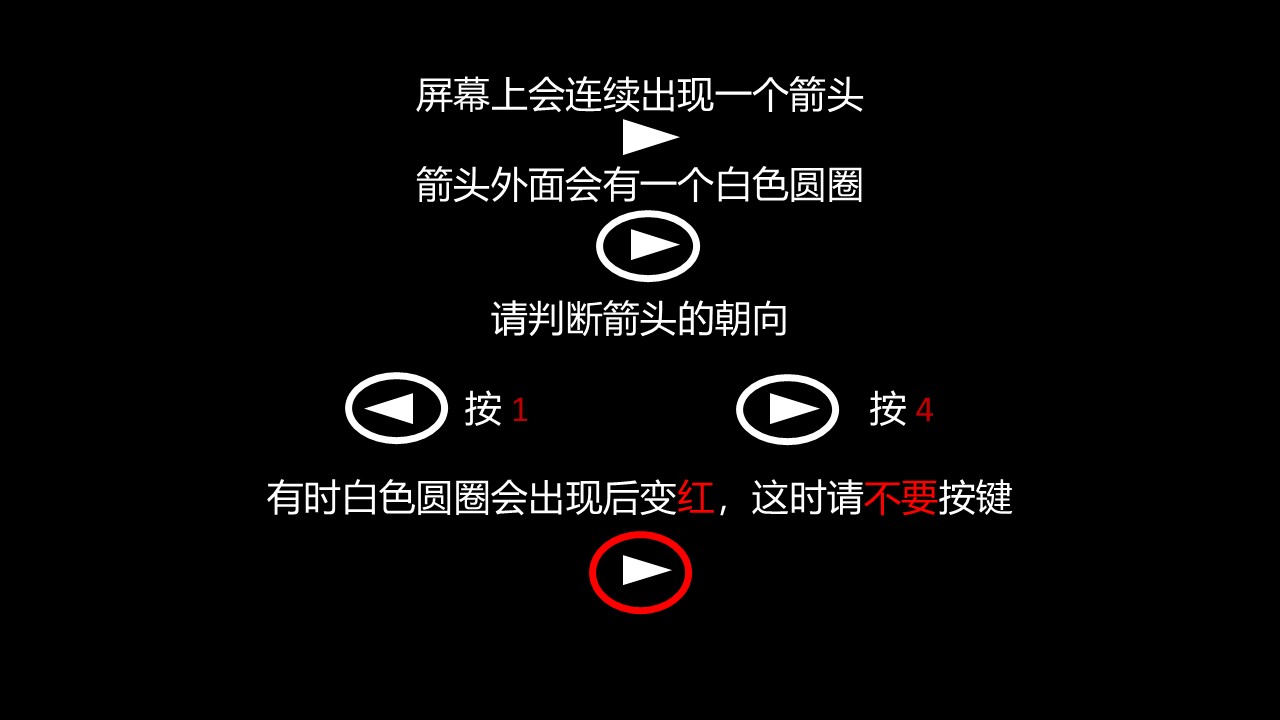 屏幕上会连续出现一个箭头
箭头外面会有一个白色圆圈
请判断箭头的朝向
按 1 按 4
有时白色圆圈会出现后变红，这时请不要按键